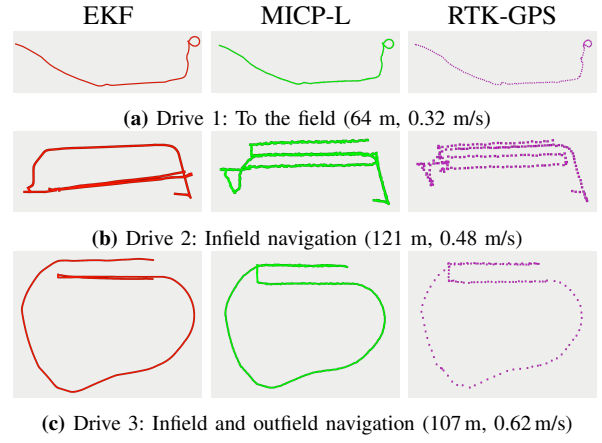 EKF MICP-L RTK-GPS
(a) Drive 1: To the field (64 m, 0.32 m/s)
(b) Drive 2: Infield navigation (121 m, 0.48 m/s)
(c) Drive 3: Infield and outfield navigation (107 m, 0.62 m/s)